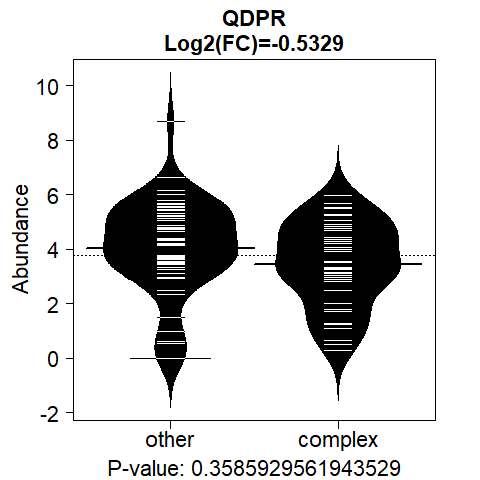 QDPR
Log2(FC)=-0.5329
Abundance
10
8
6
4
2
0
-2
other complex
P-value: 0.3585929561943529